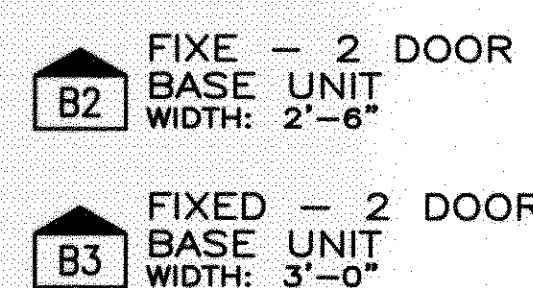 B2
FIXE - 2 DOOR
BASE UNIT
WIDTH: 2'-6"
B3
FIXED - 2 DOOR
BASE UNIT
WIDTH: 3'-0"